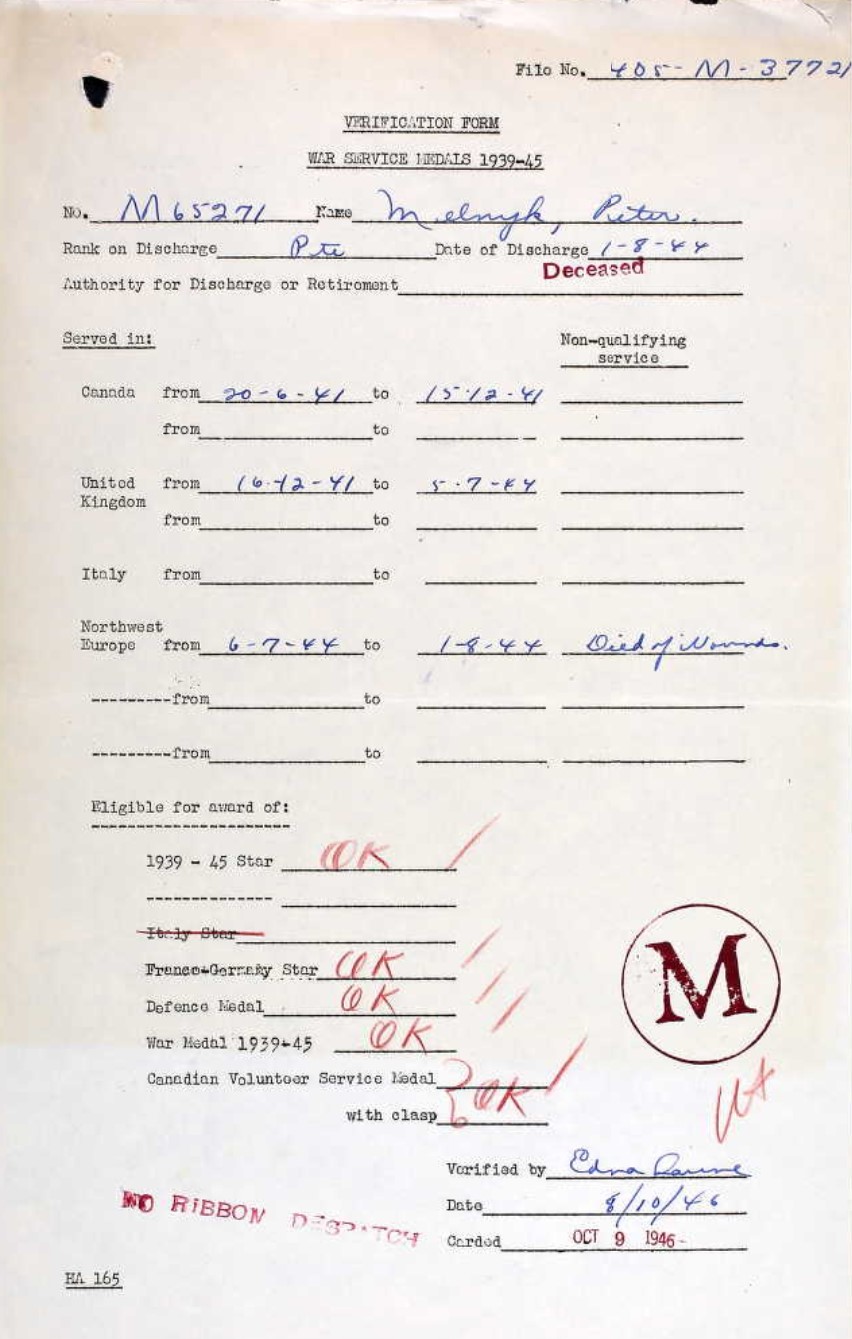 File No. 405-M-37721
VERIFICATION FORM
WAR SERVICE MEDALS 1939-45
No. M65271 Name Melnyk, Peter.
Rank on Discharge Pte Date of Discharge 1-8-44
Deceased
Authority for Discharge or Retirement
Served in: Non-qualifying
service
Canada from 20-6-41 to 15-12-41
from to
United from 16-12-41 to 5-7-44
Kingdom
from to
Italy from to
Northwest
Europe from 6-7-44 to 1-8-44 Died of Wounds.
---------from to
---------from to
Eligible for award of:
1939 - 45 Star OK
Italy Star
France-Germany Star OK
Defence Medal OK
War Medal 1939-45 OK
Canadian Volunteer Service Medal
OK
with clasp
M
Verified by Edna
NO RIBBON DESPATCH
Date 8/10/46
Carded OCT 9 1946
HA 165